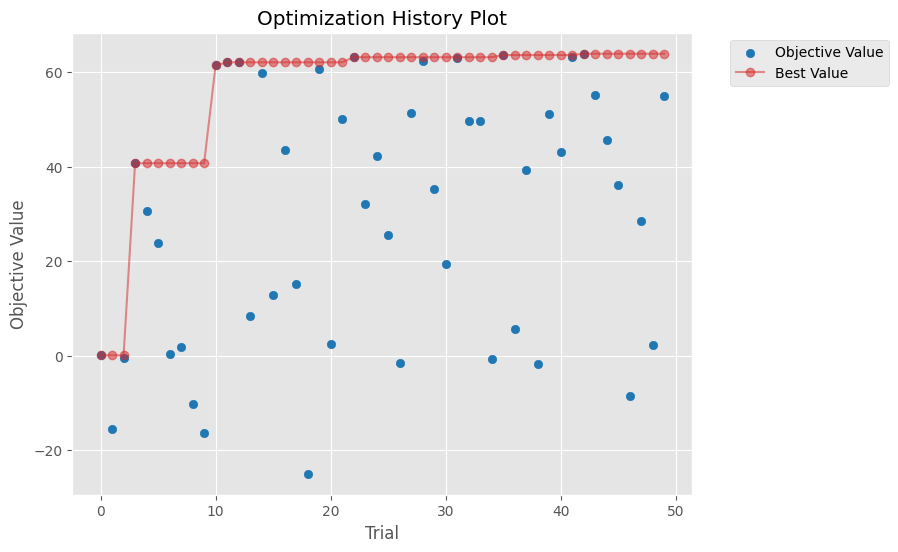 Optimization History Plot
Objective Value
Best Value
Objective Value
60
40
20
0
−20
0 10 20 30 40 50
Trial